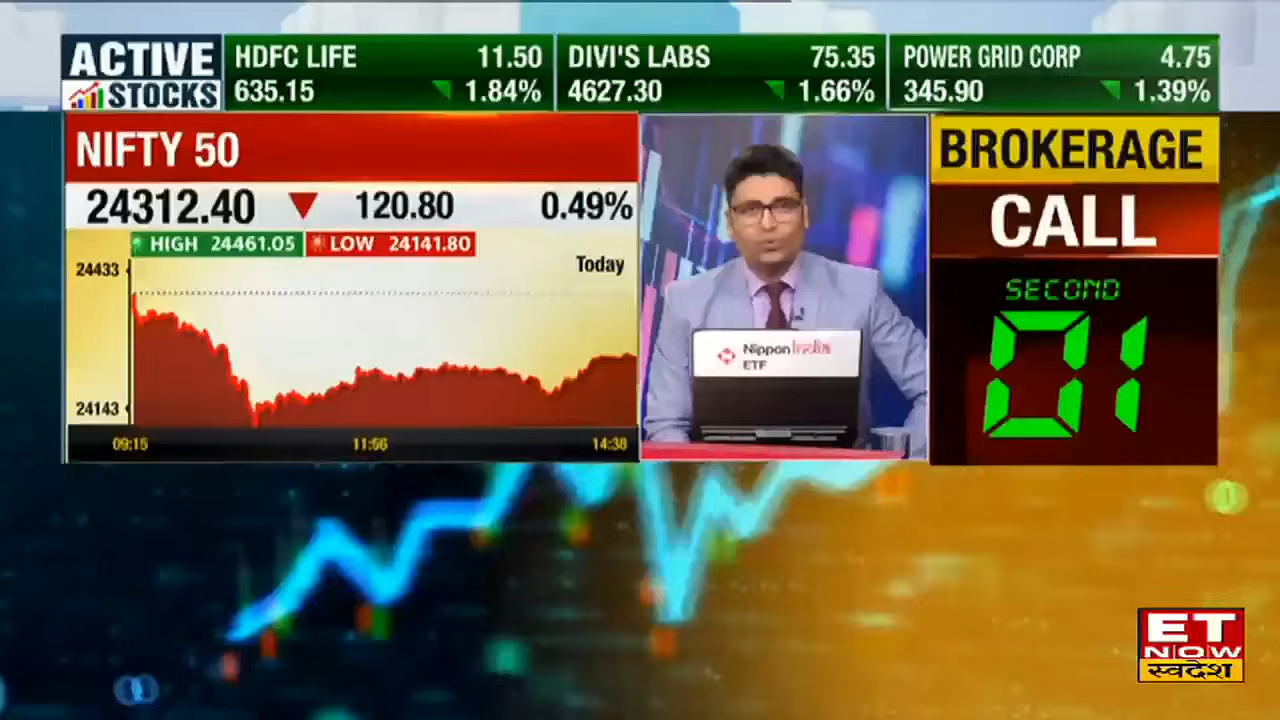 ACTIVE
STOCKS
HDFC LIFE 11.50
635.15 1.84%
DIVI'S LABS 75.35
4627.30 1.66%
POWER GRID CORP 4.75
345.90 1.39%
NIFTY 50
24312.40 120.80 0.49%
HIGH 24461.05 LOW 24141.80
Today
24433
24143
09:15 11:56 14:38
Nippon India
ETF
BROKERAGE
CALL
SECOND
01
ET
NOW
स्वदेश